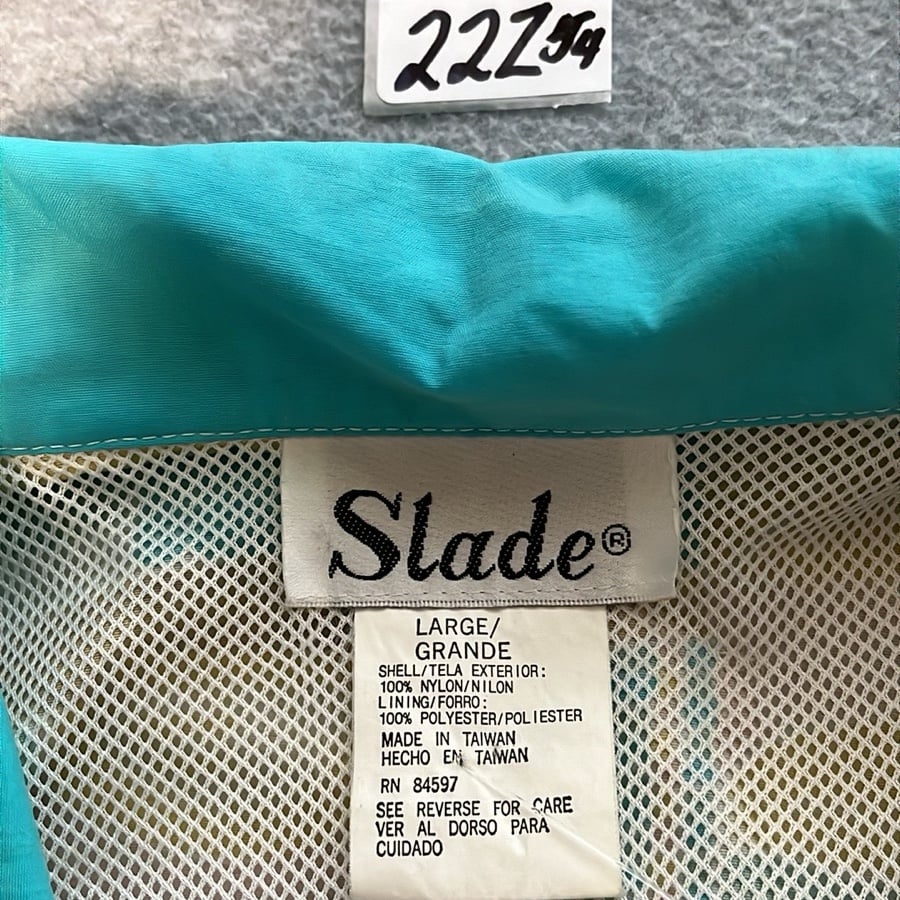 22Z54
Slade®
LARGE/
GRANDE
SHELL/TELA EXTERIOR:
100% NYLON/NILON
LINING/FORRO:
100% POLYESTER/POLIESTER
MADE IN TAIWAN
HECHO EN TAIWAN
RN 84597
SEE REVERSE FOR CARE
VER AL DORSO PARA
CUIDADO